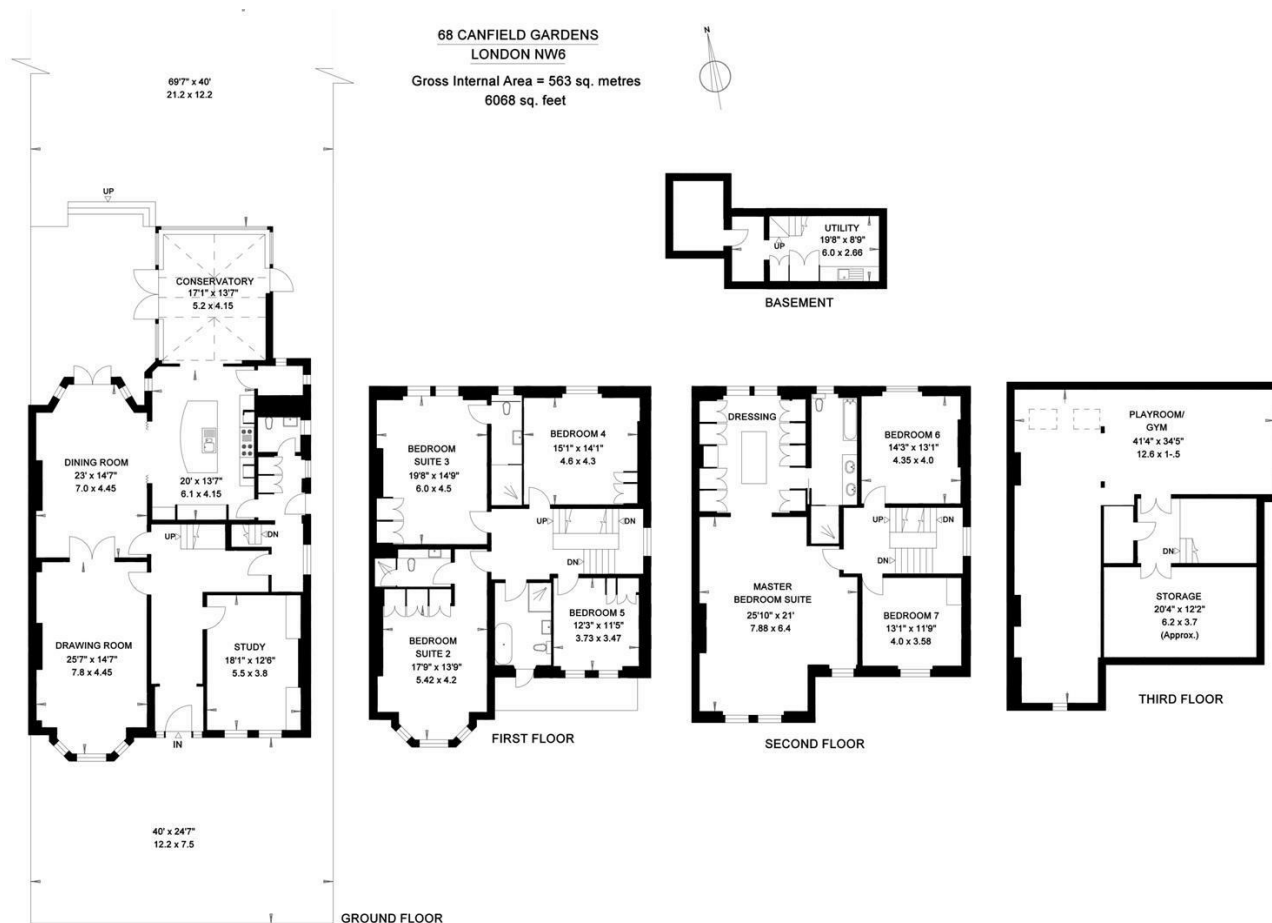 68 CANFIELD GARDENS
LONDON NW6
Gross Internal Area = 563 sq. metres
6068 sq. feet
N
69'7" x 40'
21.2 x 12.2
UP
CONSERVATORY
17'1" x 13'7"
5.2 x 4.15
DINING ROOM
23' x 14'7"
7.0 x 4.45
20' x 13'7"
6.1 x 4.15
UP
DN
DRAWING ROOM
25'7" x 14'7"
7.8 x 4.45
STUDY
18'1" x 12'6"
5.5 x 3.8
IN
40' x 24'7"
12.2 x 7.5
GROUND FLOOR
UTILITY
19'8" x 8'9"
6.0 x 2.66
UP
BASEMENT
BEDROOM
SUITE 3
19'8" x 14'9"
6.0 x 4.5
BEDROOM 4
15'1" x 14'1"
4.6 x 4.3
UP
DN
DN
BEDROOM 5
12'3" x 11'5"
3.73 x 3.47
BEDROOM
SUITE 2
17'9" x 13'9"
5.42 x 4.2
FIRST FLOOR
DRESSING
BEDROOM 6
14'3" x 13'1"
4.35 x 4.0
UP
DN
DN
MASTER
BEDROOM SUITE
25'10" x 21'
7.88 x 6.4
BEDROOM 7
13'1" x 11'9"
4.0 x 3.58
SECOND FLOOR
PLAYROOM/
GYM
41'4" x 34'5"
12.6 x 1-.5
DN
STORAGE
20'4" x 12'2"
6.2 x 3.7
(Approx.)
THIRD FLOOR